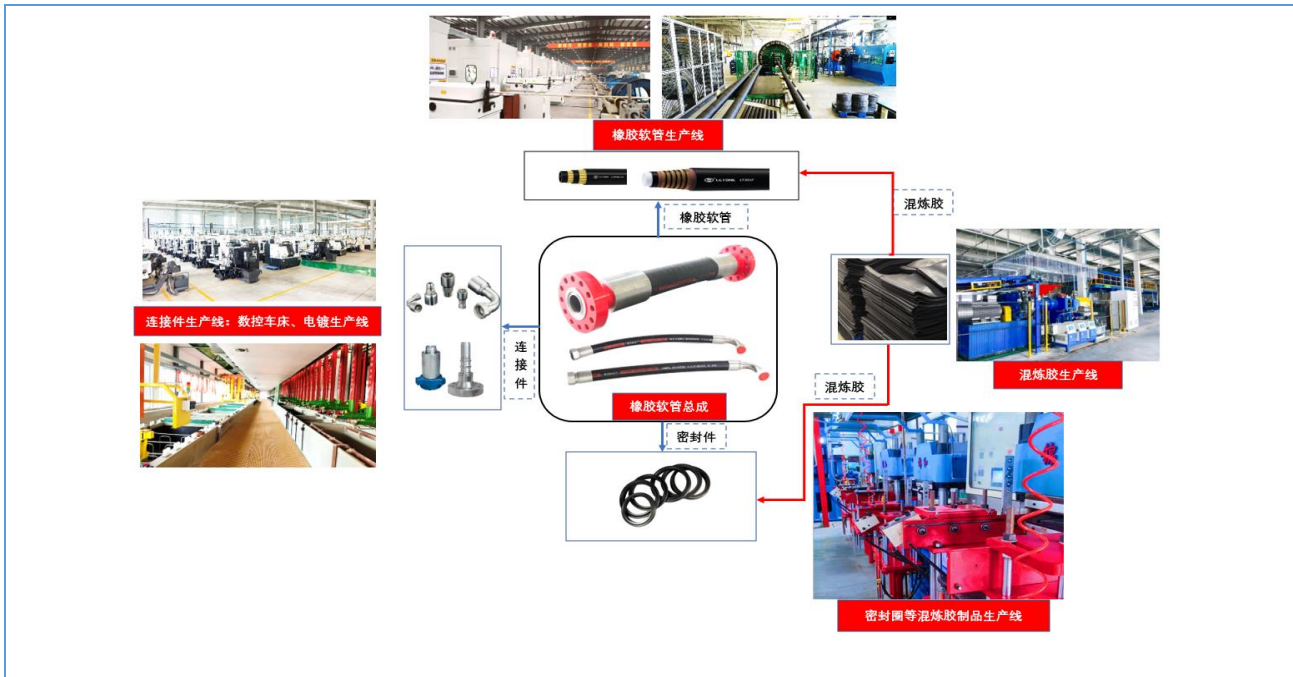 橡胶软管生产线
橡胶软管
混炼胶
连接件生产线：数控车床、电镀生产线
连接件
混炼胶生产线
混炼胶
橡胶软管总成
密封件
密封圈等混炼胶制品生产线